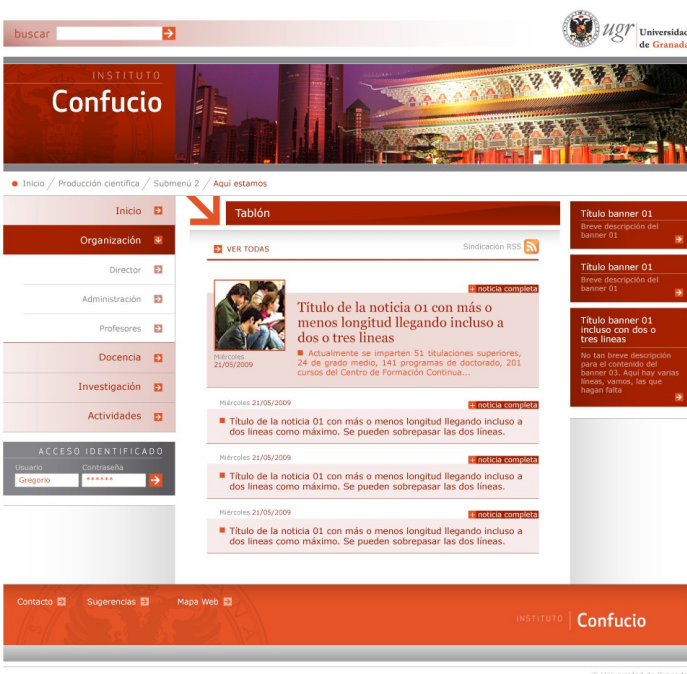 buscar
ugr
Universidad
de Granada
INSTITUTO
Confucio
Inicio / Producción científica / Submenú 2 / Aquí estamos
Inicio
Organización
Director
Administración
Profesores
Docencia
Investigación
Actividades
ACCESO IDENTIFICADO
Usuario Contraseña
Gregorio ******
Tablón
VER TODAS
Sindicación RSS
+ noticia completa
Título de la noticia 01 con más o
menos longitud llegando incluso a
dos o tres lineas
Actualmente se imparten 51 titulaciones superiores,
24 de grado medio, 141 programas de doctorado, 201
cursos del Centro de Formación Continua...
Miércoles
21/05/2009
Miércoles 21/05/2009
+ noticia completa
Título de la noticia 01 con más o menos longitud llegando incluso a
dos lineas como máximo. Se pueden sobrepasar las dos líneas.
Miércoles 21/05/2009
+ noticia completa
Título de la noticia 01 con más o menos longitud llegando incluso a
dos lineas como máximo. Se pueden sobrepasar las dos líneas.
Miércoles 21/05/2009
+ noticia completa
Título de la noticia 01 con más o menos longitud llegando incluso a
dos lineas como máximo. Se pueden sobrepasar las dos líneas.
Título banner 01
Breve descripción del
banner 01
Título banner 01
Breve descripción del
banner 01
Título banner 01
incluso con dos o
tres lineas
No tan breve descripción
para el contenido del
banner 03. Aqui hay varias
líneas, vamos, las que
hagan falta
Contacto
Sugerencias
Mapa Web
INSTITUTO
Confucio